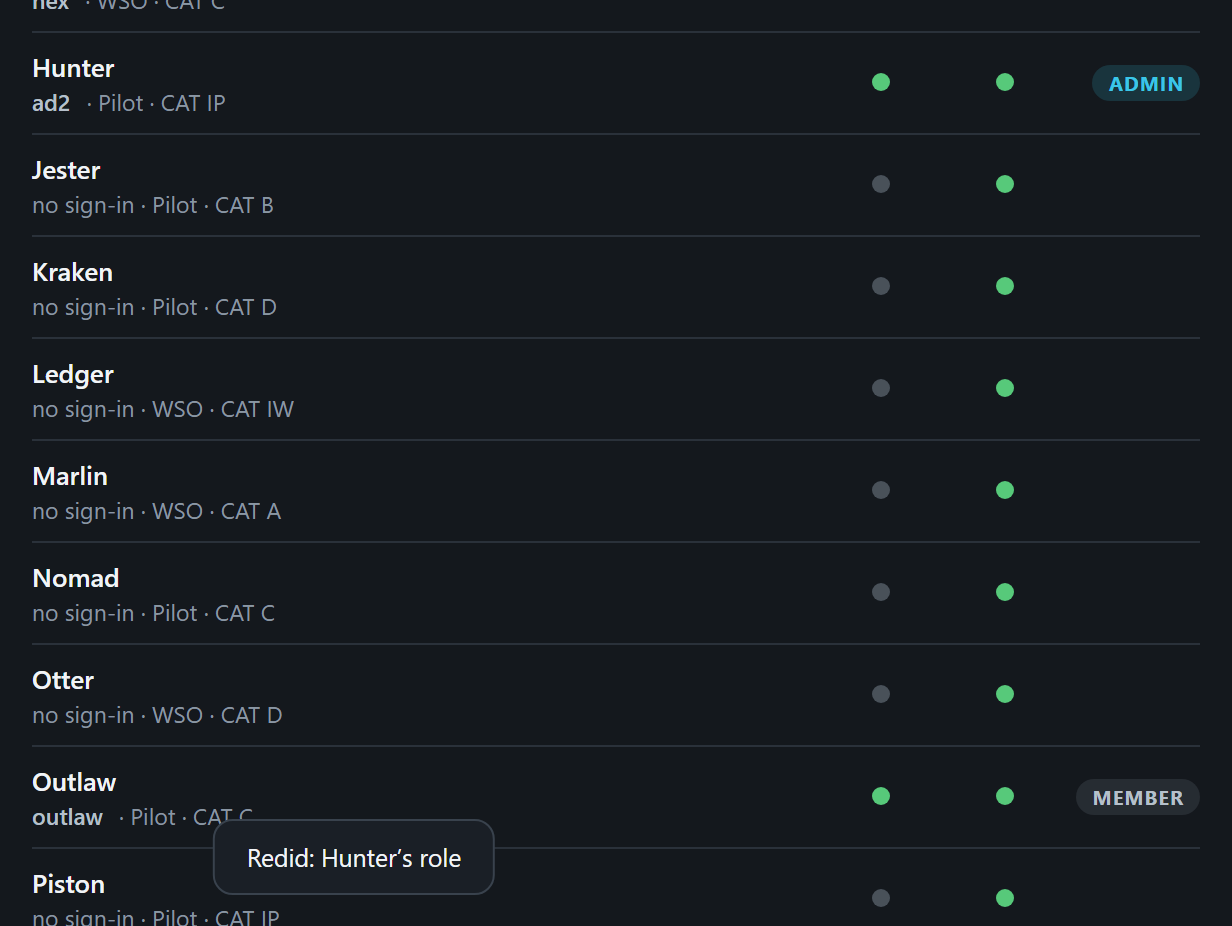 hex · WSO · CAT C
Hunter
ad2 · Pilot · CAT IP
ADMIN
Jester
no sign-in · Pilot · CAT B
Kraken
no sign-in · Pilot · CAT D
Ledger
no sign-in · WSO · CAT IW
Marlin
no sign-in · WSO · CAT A
Nomad
no sign-in · Pilot · CAT C
Otter
no sign-in · WSO · CAT D
Outlaw
outlaw · Pilot · CAT C
MEMBER
Redid: Hunter’s role
Piston
no sign-in · Pilot · CAT IP